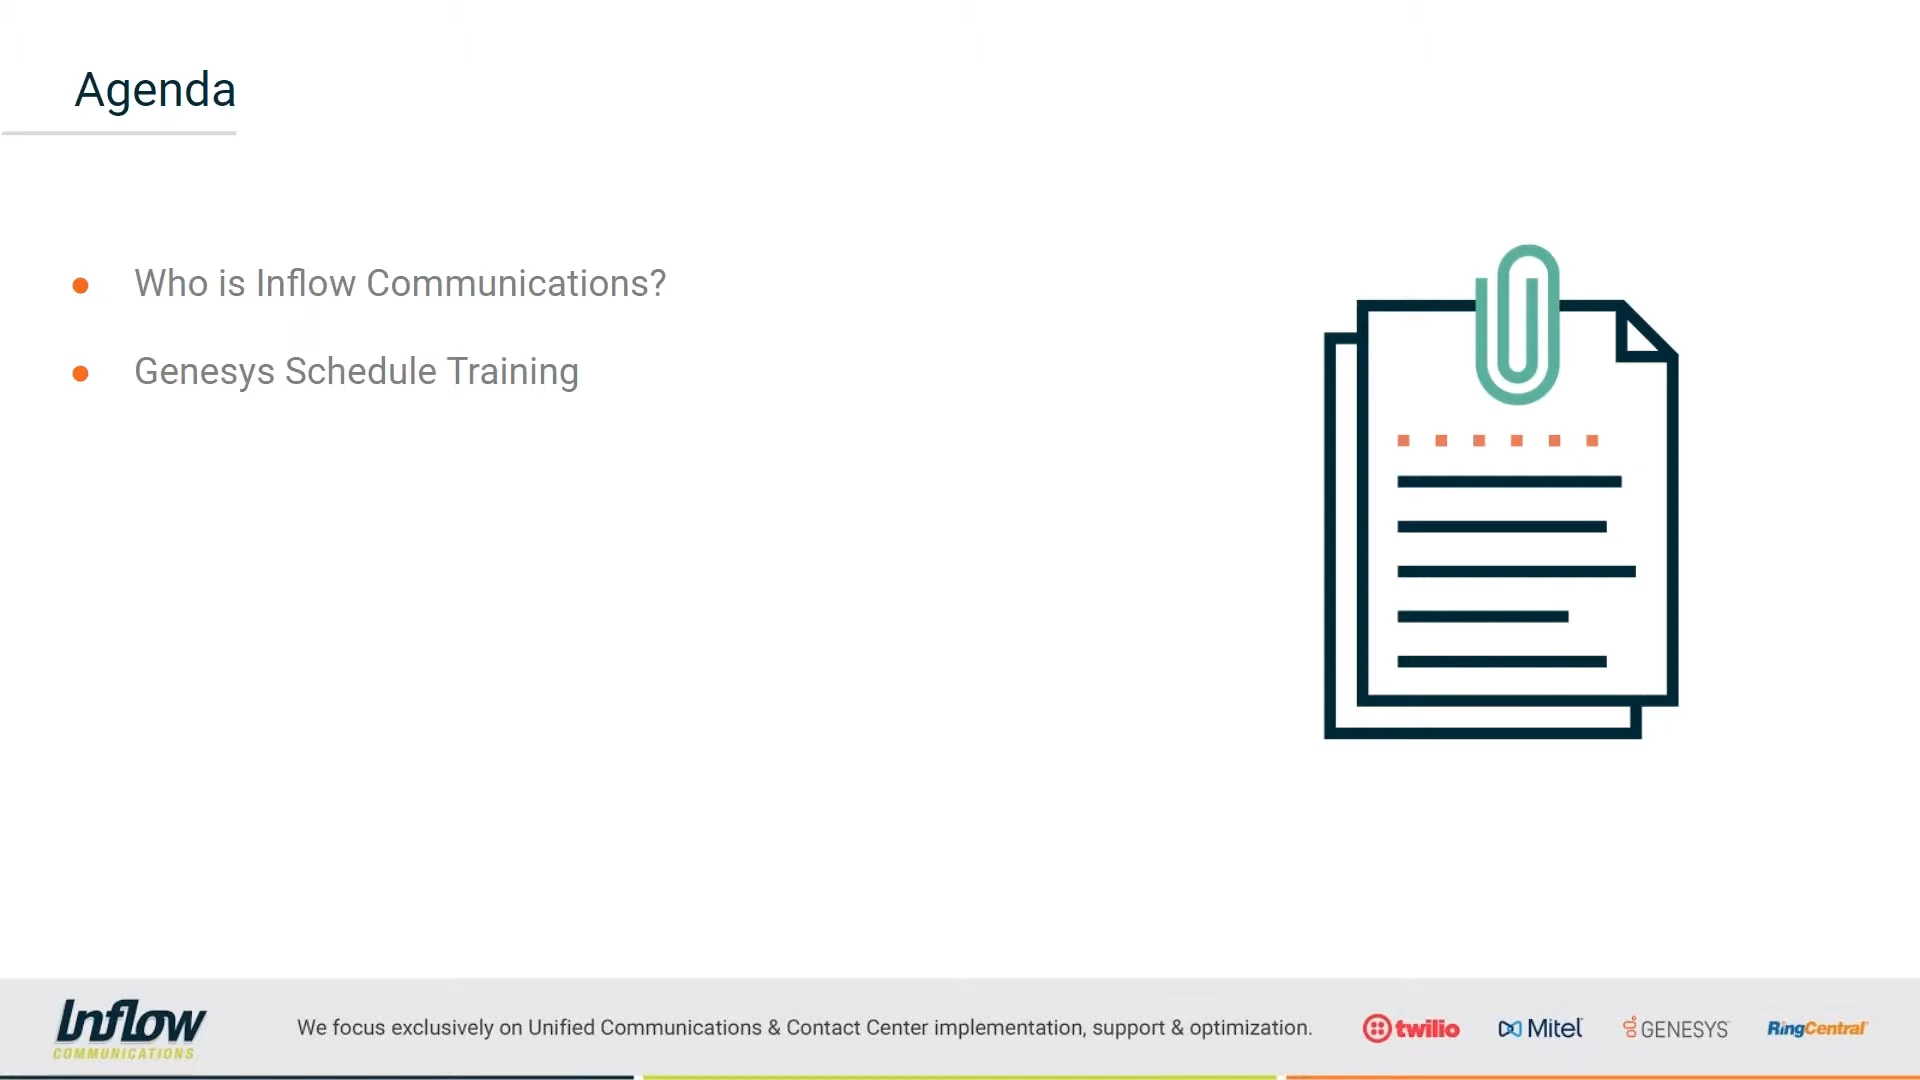 Agenda
Who is Inflow Communications?
Genesys Schedule Training
Inflow
COMMUNICATIONS
We focus exclusively on Unified Communications & Contact Center implementation, support & optimization.
twilio
Mitel
GENESYS
RingCentral